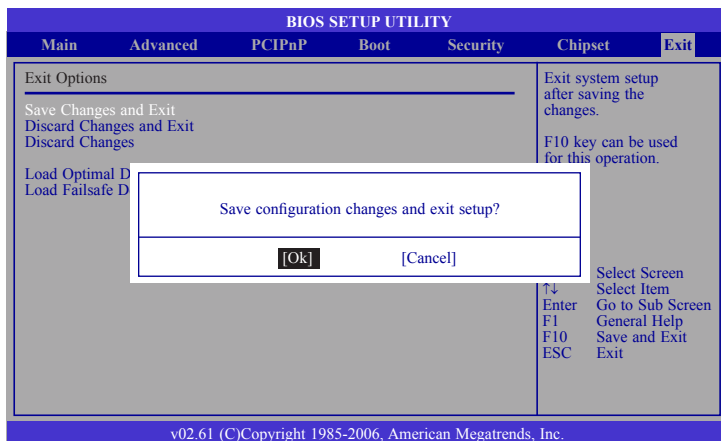 BIOS SETUP UTILITY
Main Advanced PCIPnP Boot Security Chipset Exit
Exit Options
Save Changes and Exit
Discard Changes and Exit
Discard Changes
Load Optimal D
Load Failsafe D
Save configuration changes and exit setup?
[Ok] [Cancel]
Exit system setup
after saving the
changes.
F10 key can be used
for this operation.
Select Screen
↑↓ Select Item
Enter Go to Sub Screen
F1 General Help
F10 Save and Exit
ESC Exit
v02.61 (C)Copyright 1985-2006, American Megatrends, Inc.